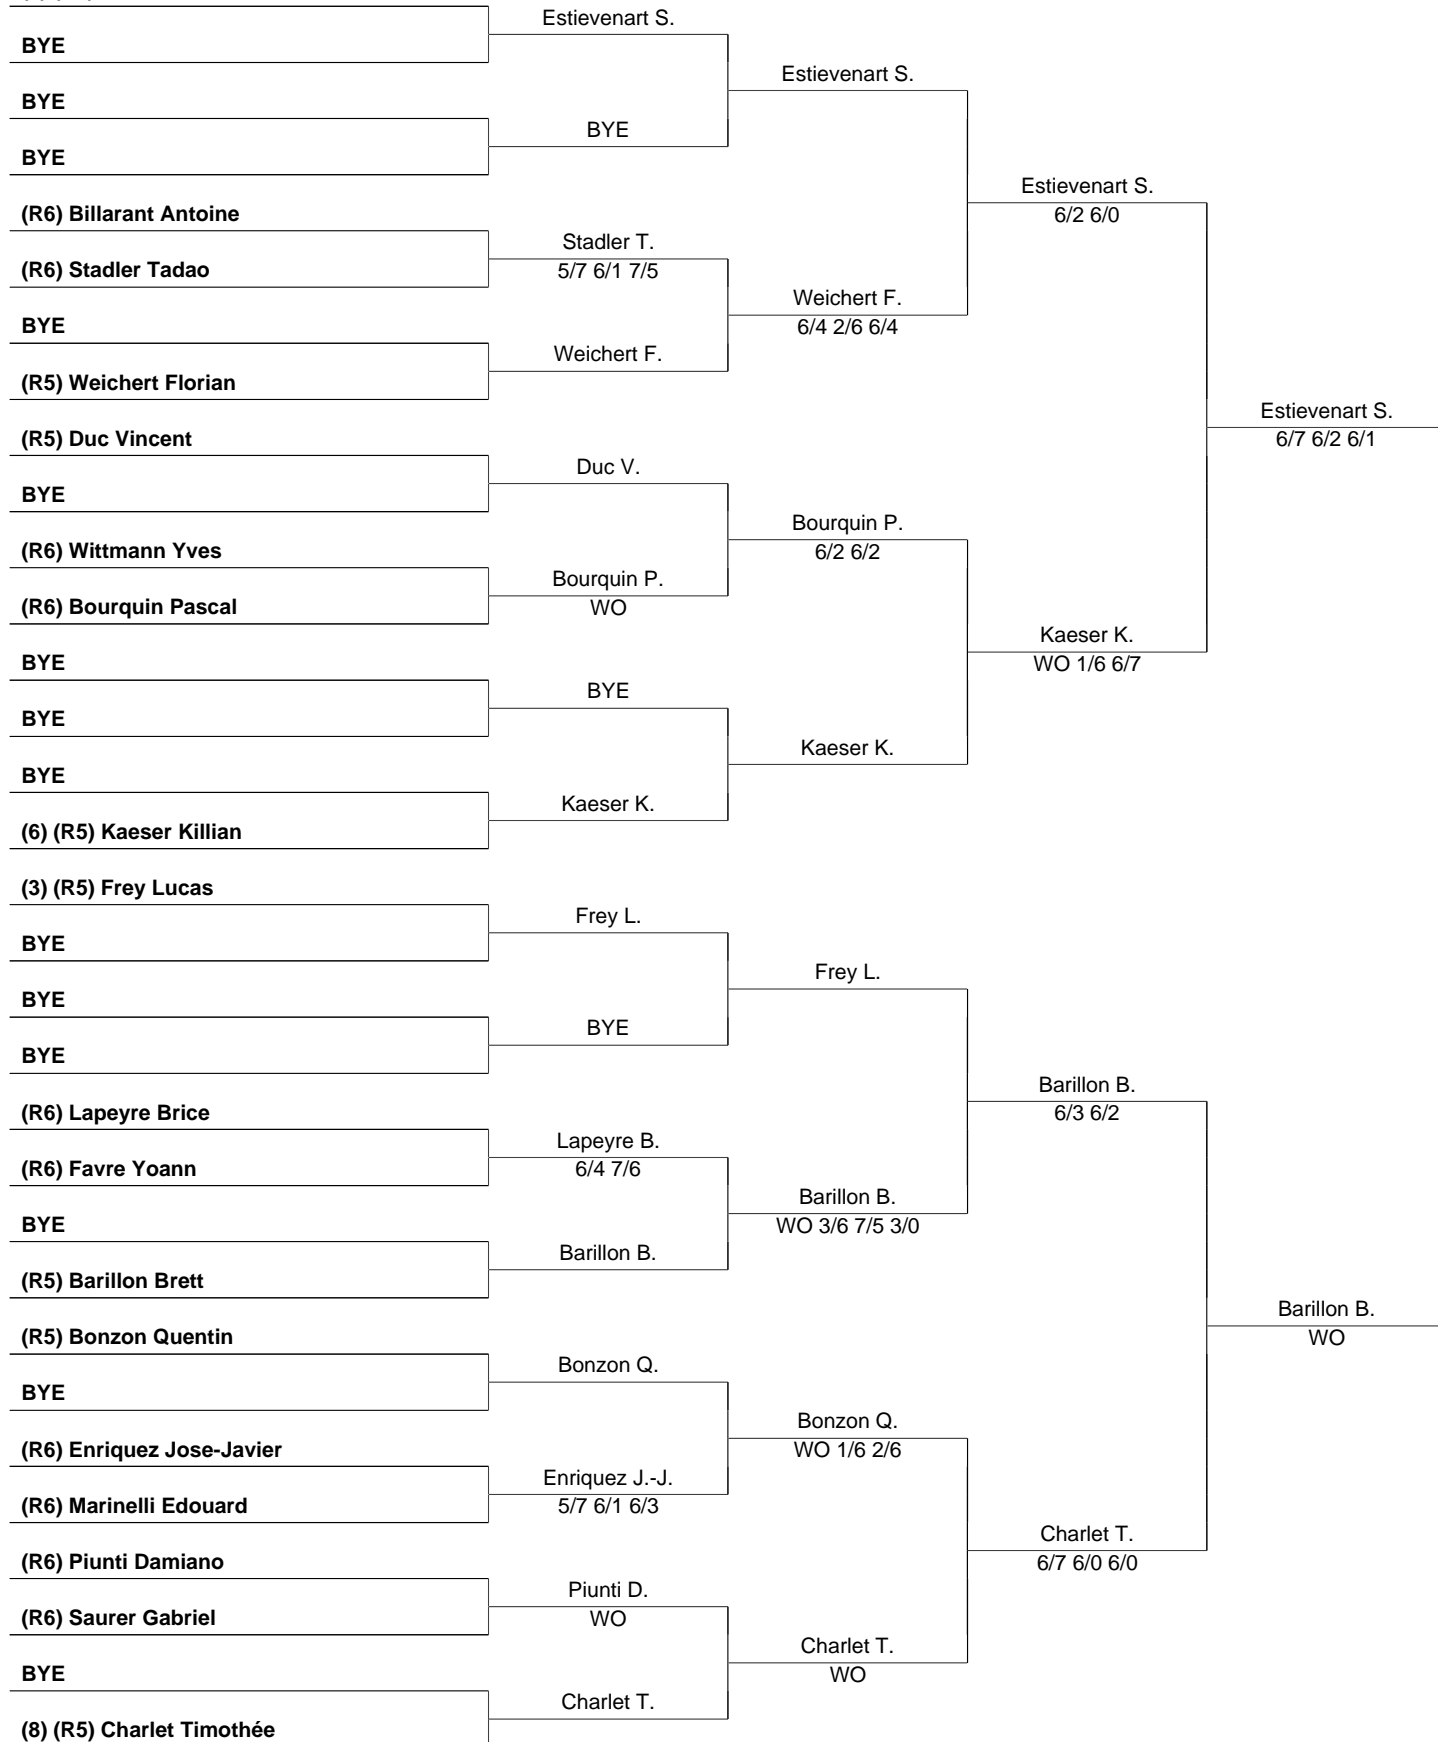 BYE
BYE
BYE
(R6) Billarant Antoine
(R6) Stadler Tadao
BYE
(R5) Weichert Florian
(R5) Duc Vincent
BYE
(R6) Wittmann Yves
(R6) Bourquin Pascal
BYE
BYE
BYE
(6) (R5) Kaeser Killian
(3) (R5) Frey Lucas
BYE
BYE
BYE
(R6) Lapeyre Brice
(R6) Favre Yoann
BYE
(R5) Barillon Brett
(R5) Bonzon Quentin
BYE
(R6) Enriquez Jose-Javier
(R6) Marinelli Edouard
(R6) Piunti Damiano
(R6) Saurer Gabriel
BYE
(8) (R5) Charlet Timothée
Estievenart S.
BYE
Stadler T.
5/7 6/1 7/5
Weichert F.
Duc V.
Bourquin P.
WO
BYE
Kaeser K.
Frey L.
BYE
Lapeyre B.
6/4 7/6
Barillon B.
Bonzon Q.
Enriquez J.-J.
5/7 6/1 6/3
Piunti D.
WO
Charlet T.
Estievenart S.
Weichert F.
6/4 2/6 6/4
Bourquin P.
6/2 6/2
Kaeser K.
Frey L.
Barillon B.
WO 3/6 7/5 3/0
Bonzon Q.
WO 1/6 2/6
Charlet T.
WO
Estievenart S.
6/2 6/0
Kaeser K.
WO 1/6 6/7
Barillon B.
6/3 6/2
Charlet T.
6/7 6/0 6/0
Estievenart S.
6/7 6/2 6/1
Barillon B.
WO